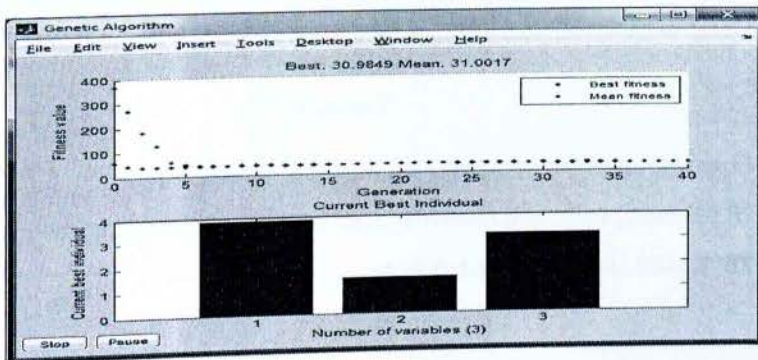 Genetic Algorithm
File Edit View Insert Tools Desktop Window Help
Best: 30.9849 Mean: 31.0017
Fitness value
400
300
200
100
0
Best fitness
Mean fitness
0 5 10 15 20 25 30 35 40
Generation
Current Best Individual
Current best individual
4
3
2
1
0
1 2 3
Number of variables (3)
Stop Pause